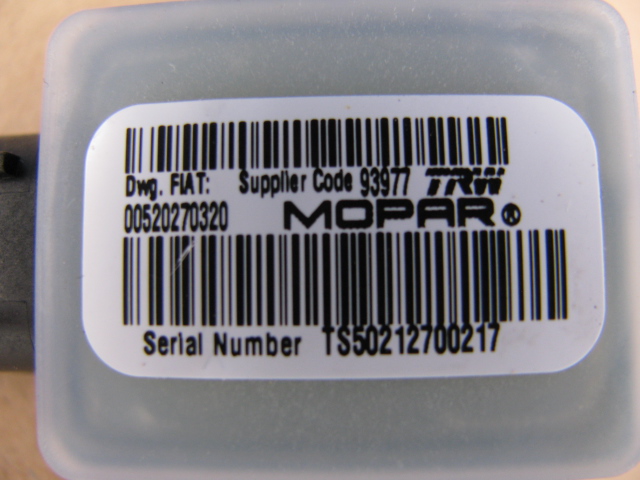 Dwg. FIAT: Supplier Code 93977 TRW
00520270320 MOPAR®
Serial Number TS50212700217